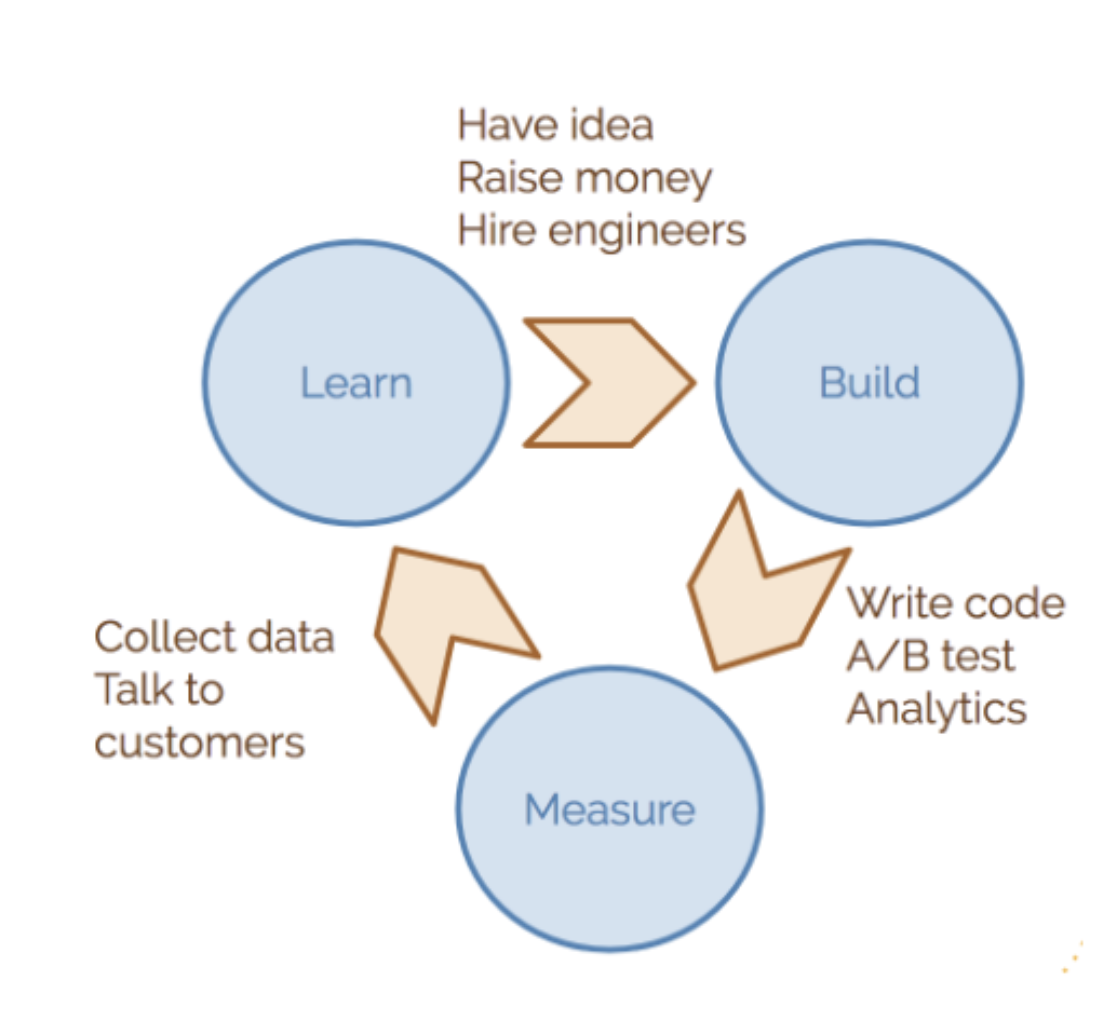 Have idea
Raise money
Hire engineers
Learn
Build
Write code
A/B test
Analytics
Collect data
Talk to
customers
Measure